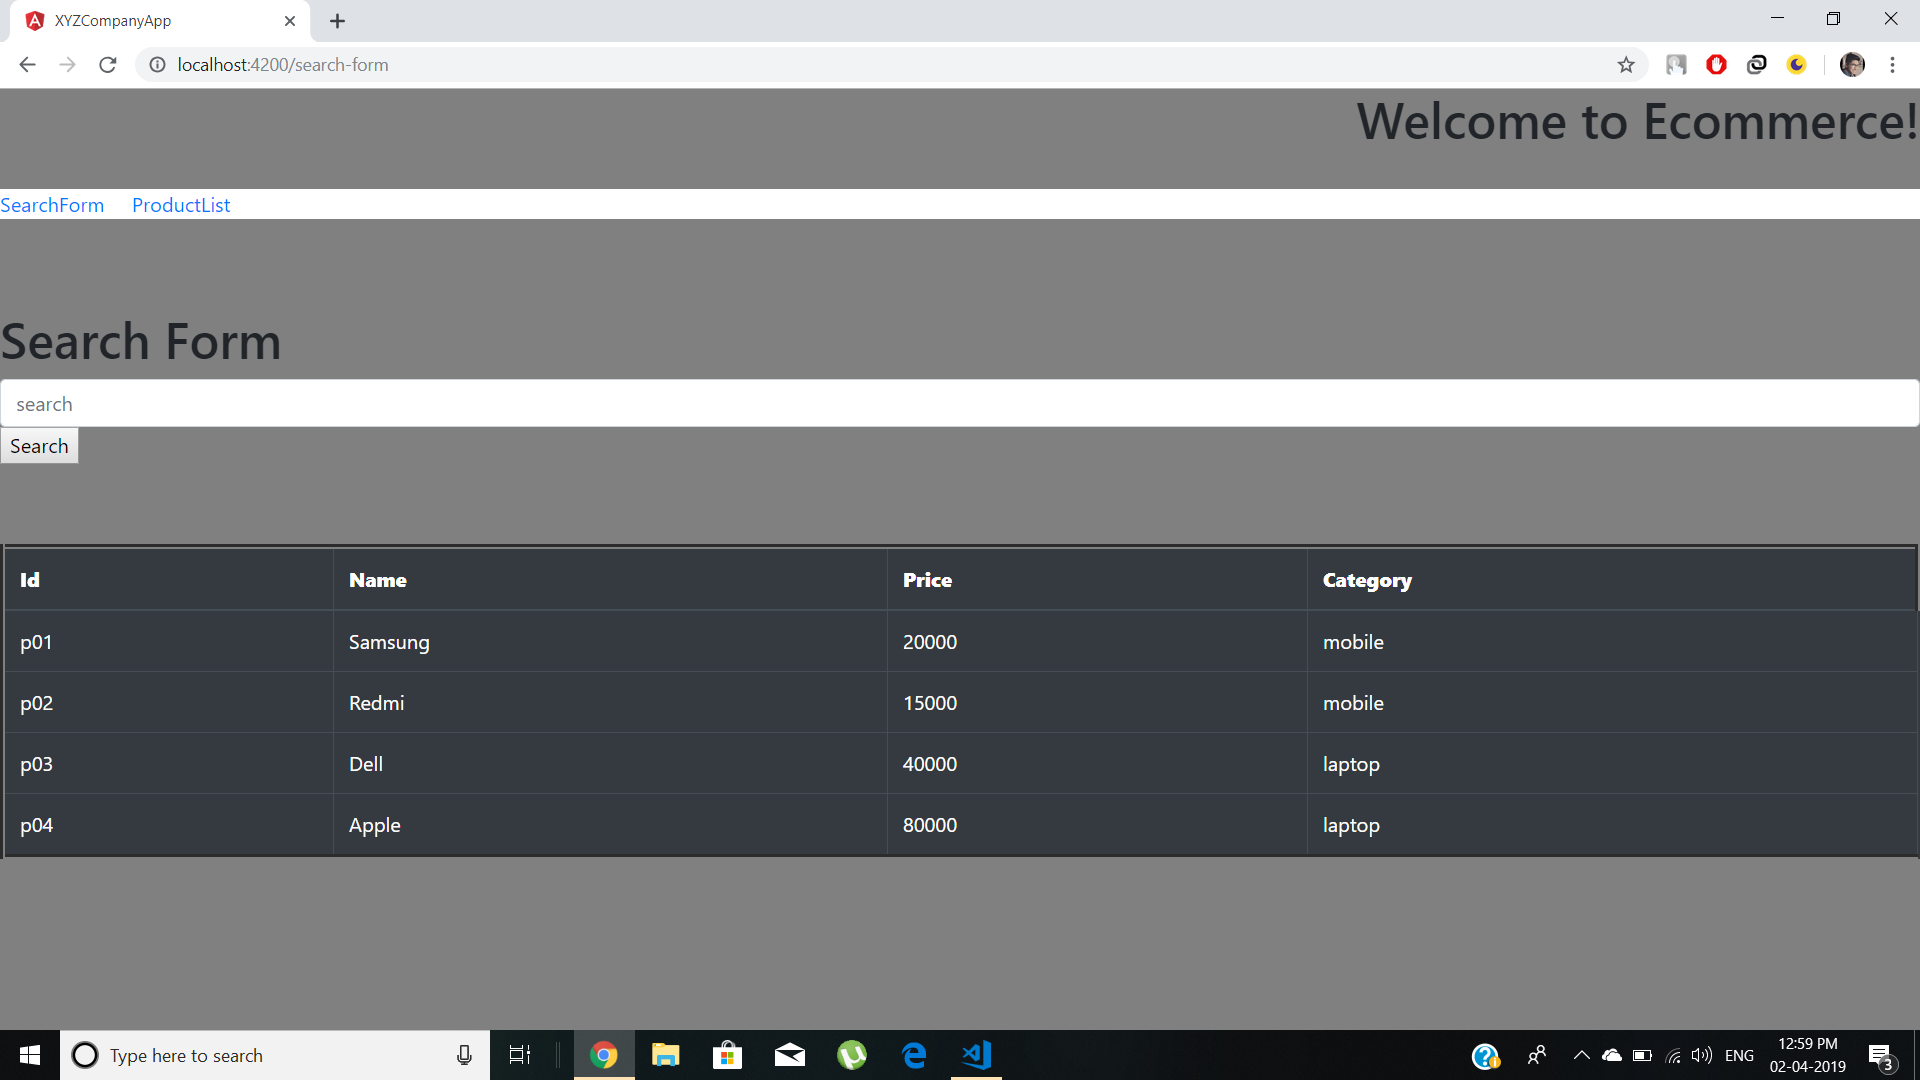 XYZCompanyApp
localhost:4200/search-form
Welcome to Ecommerce!
SearchForm ProductList
Search Form
search
Search
Id Name Price Category
p01 Samsung 20000 mobile
p02 Redmi 15000 mobile
p03 Dell 40000 laptop
p04 Apple 80000 laptop
Type here to search
ENG
12:59 PM
02-04-2019
3